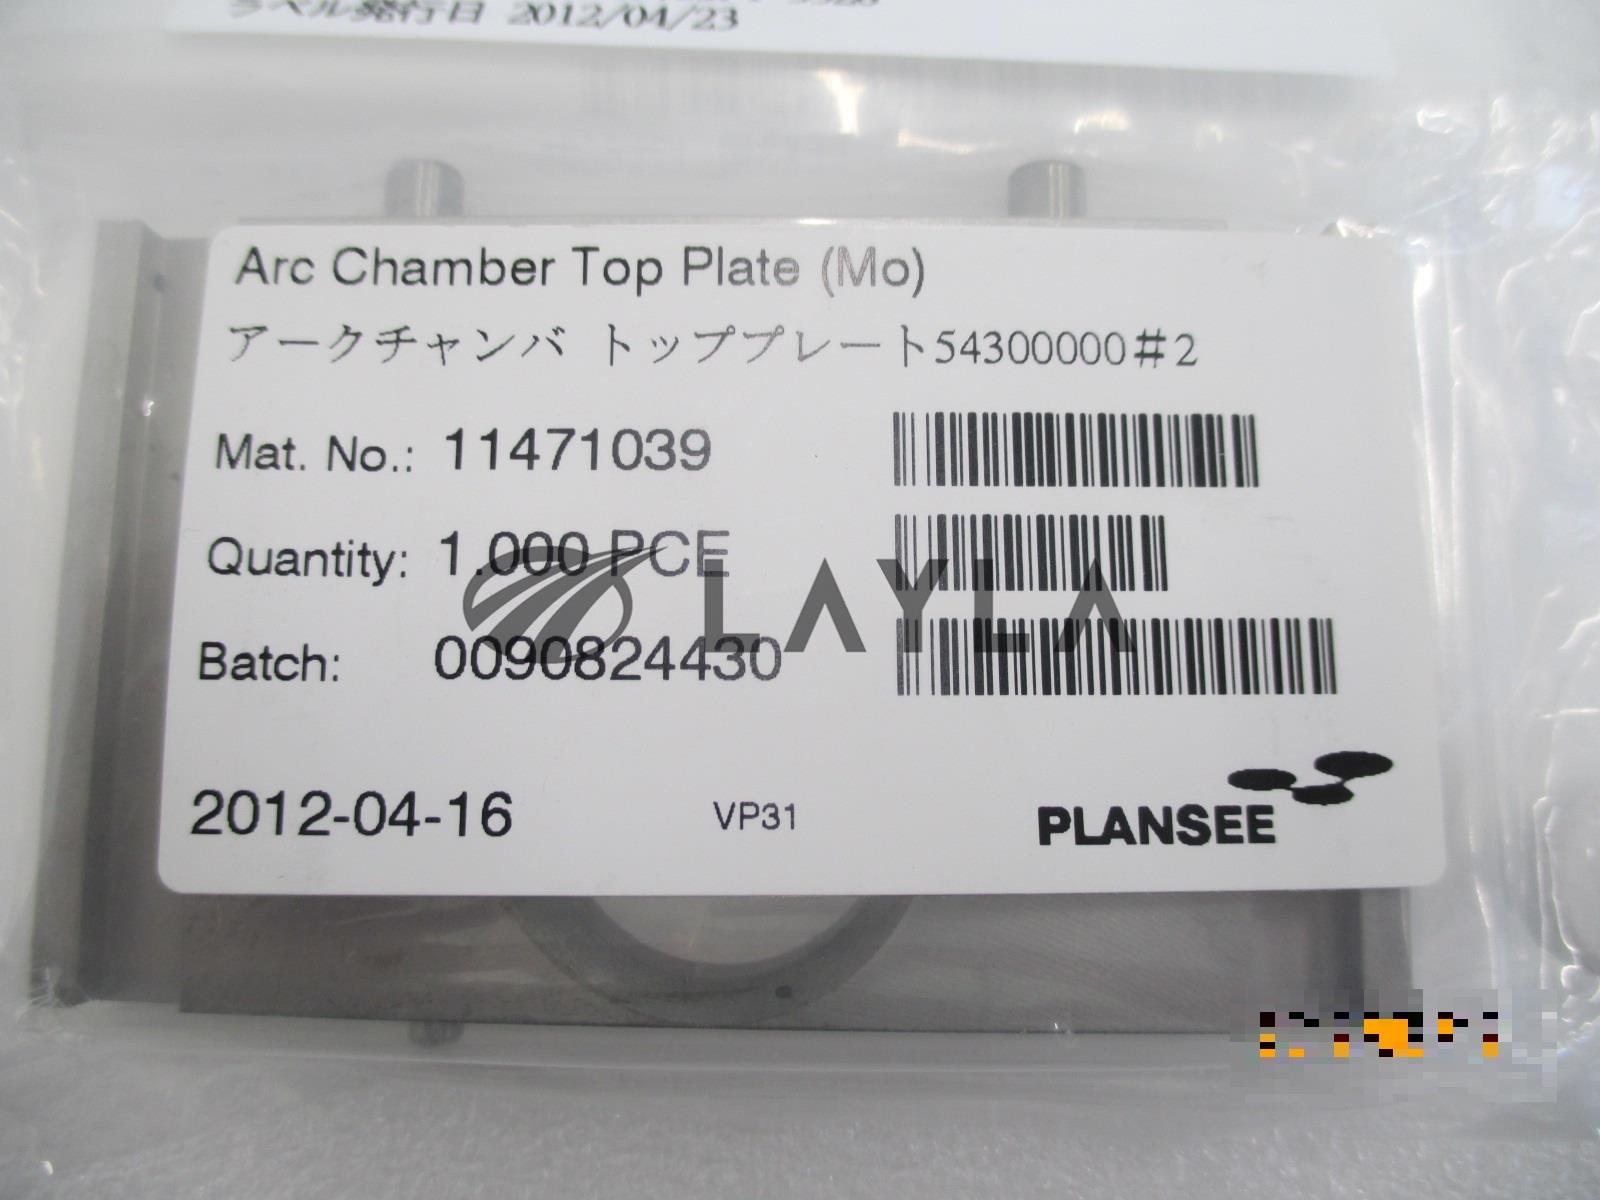 ラベル発行日 2012/04/23
Arc Chamber Top Plate (Mo)
アークチャンバ トッププレート54300000#2
Mat. No.: 11471039
Quantity: 1.000 PCE
LAYLA
Batch: 0090824430
2012-04-16 VP31 PLANSEE